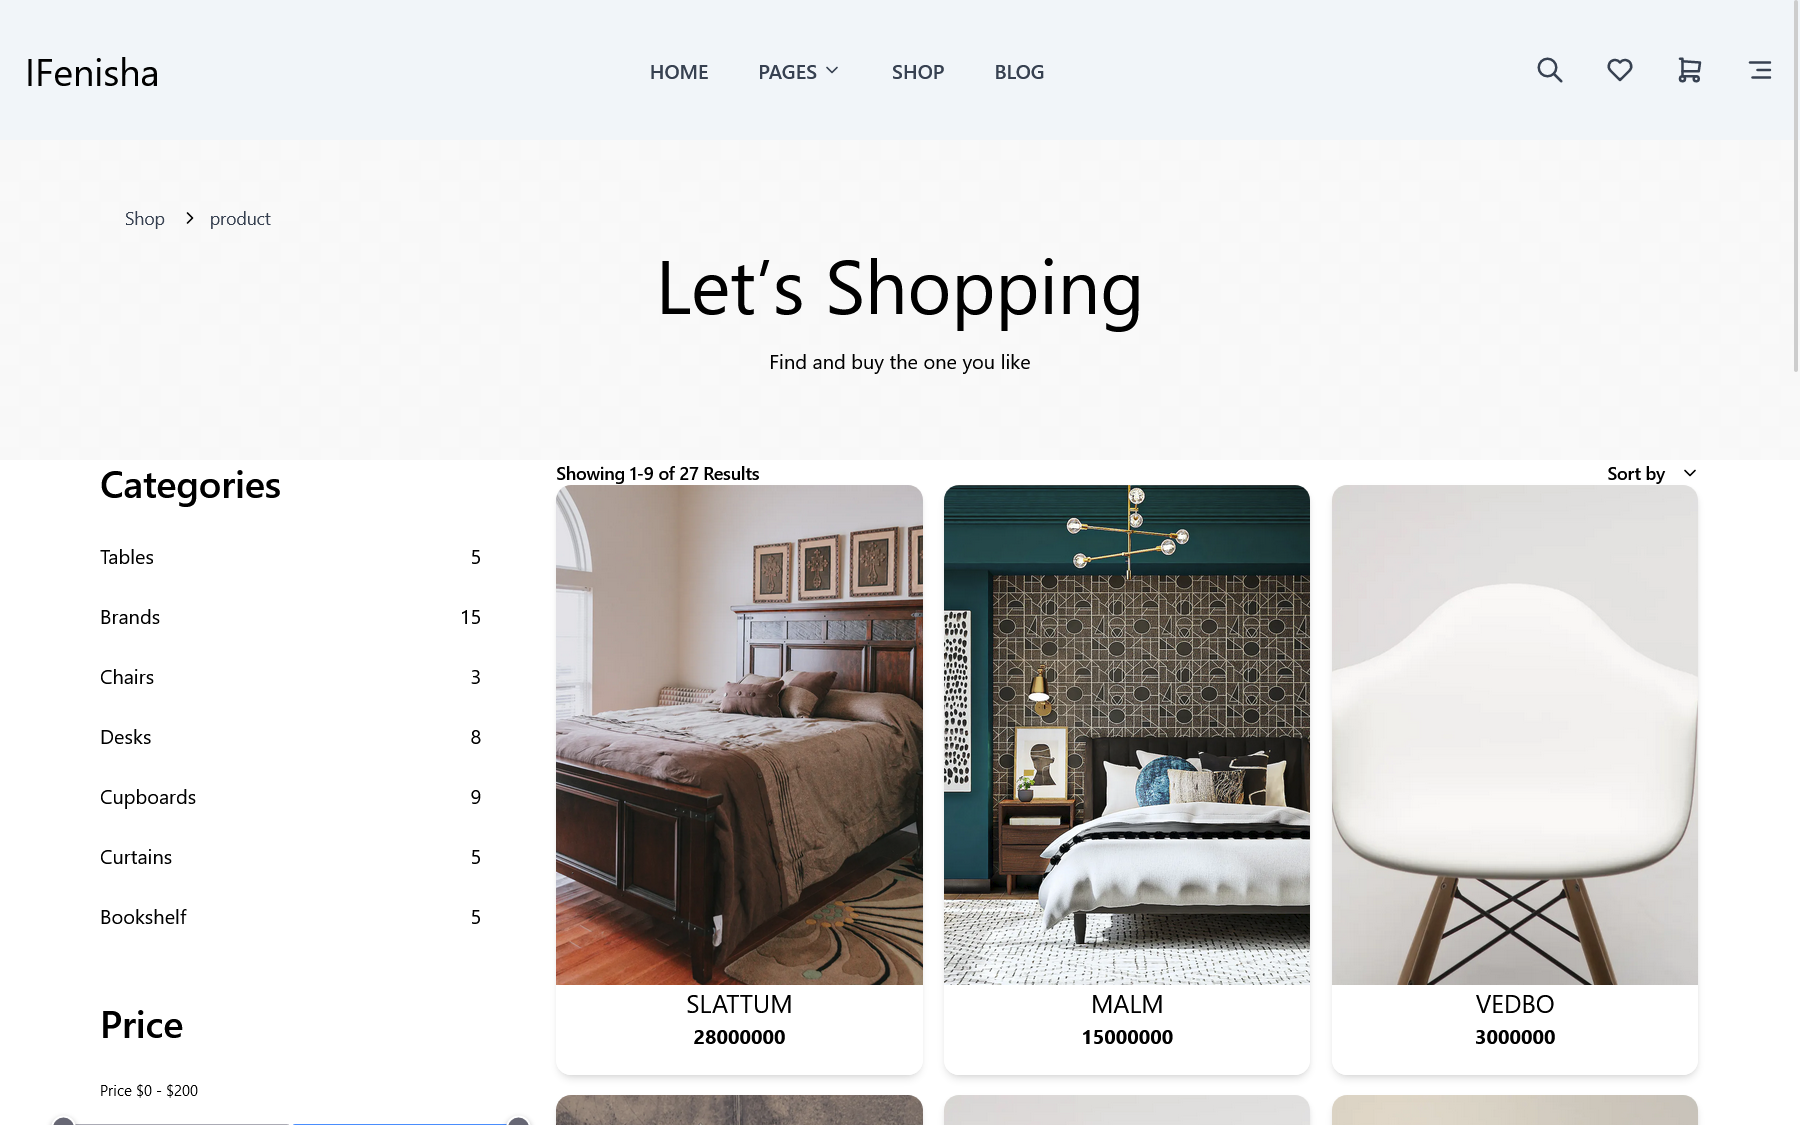 IFenisha
HOME
PAGES
SHOP
BLOG
Shop
product
Let's Shopping
Find and buy the one you like
Categories
Tables 5
Brands 15
Chairs 3
Desks 8
Cupboards 9
Curtains 5
Bookshelf 5
Price
Price $0 - $200
Showing 1-9 of 27 Results
Sort by
SLATTUM
28000000
MALM
15000000
VEDBO
3000000